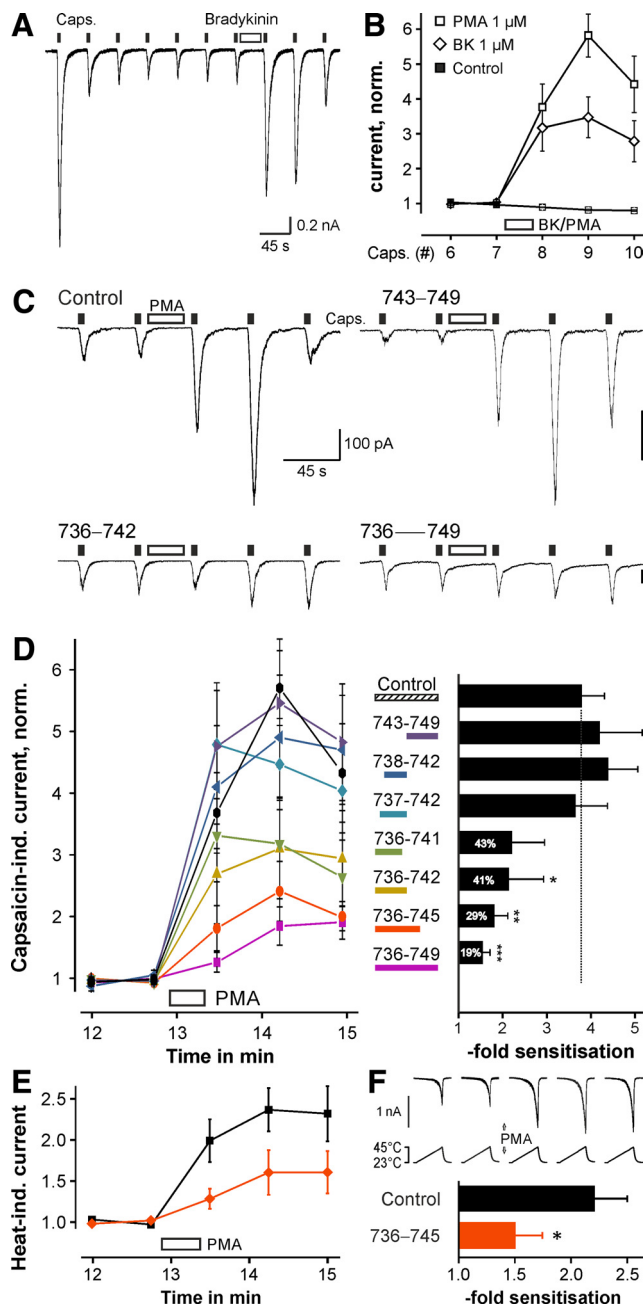 A
Caps.
Bradykinin
0.2 nA
45 s
B
PMA 1 µM
BK 1 µM
Control
current, norm.
6
5
4
3
2
1
BK/PMA
Caps. (#)
6 7 8 9 10
C
Control
PMA
Caps.
743–749
100 pA
45 s
736–742
736—–749
D
Capsaicin-ind. current, norm.
6
5
4
3
2
1
PMA
12 13 14 15
Time in min
Control
743-749
738-742
737-742
736-741
43%
736-742
41%
*
736-745
29%
**
736-749
19%
***
1 2 3 4 5
-fold sensitisation
E
Heat-ind. current
2.5
2.0
1.5
1.0
PMA
12 13 14 15
Time in min
F
1 nA
PMA
45°C
23°C
Control
736–745
*
1.0 1.5 2.0 2.5
-fold sensitisation